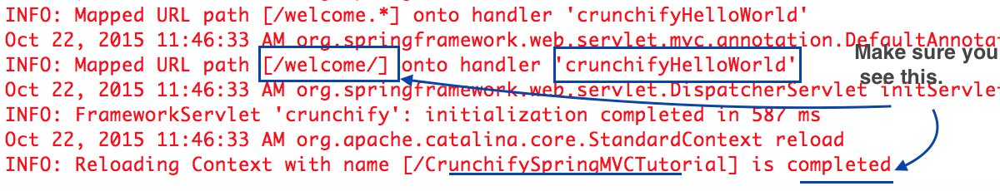 INFO: Mapped URL path [/welcome.*] onto handler 'crunchifyHelloWorld'
Oct 22, 2015 11:46:33 AM org.springframework.web.servlet.mvc.annotation.DefaultAnnota
INFO: Mapped URL path [/welcome/] onto handler 'crunchifyHelloWorld'
Make sure you
see this.
Oct 22, 2015 11:46:33 AM org.springframework.web.servlet.DispatcherServlet initServle
INFO: FrameworkServlet 'crunchify': initialization completed in 587 ms
Oct 22, 2015 11:46:33 AM org.apache.catalina.core.StandardContext reload
INFO: Reloading Context with name [/CrunchifySpringMVCTutorial] is completed